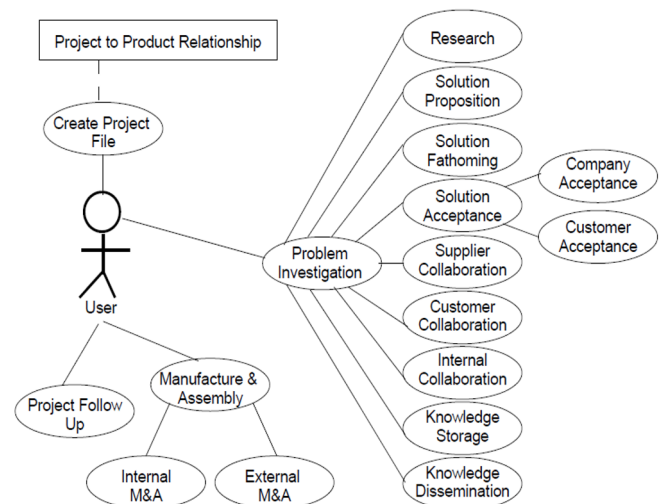 Project to Product Relationship
Create Project
File
User
Project Follow
Up
Manufacture &
Assembly
Internal
M&A
External
M&A
Problem
Investigation
Research
Solution
Proposition
Solution
Fathoming
Solution
Acceptance
Company
Acceptance
Customer
Acceptance
Supplier
Collaboration
Customer
Collaboration
Internal
Collaboration
Knowledge
Storage
Knowledge
Dissemination